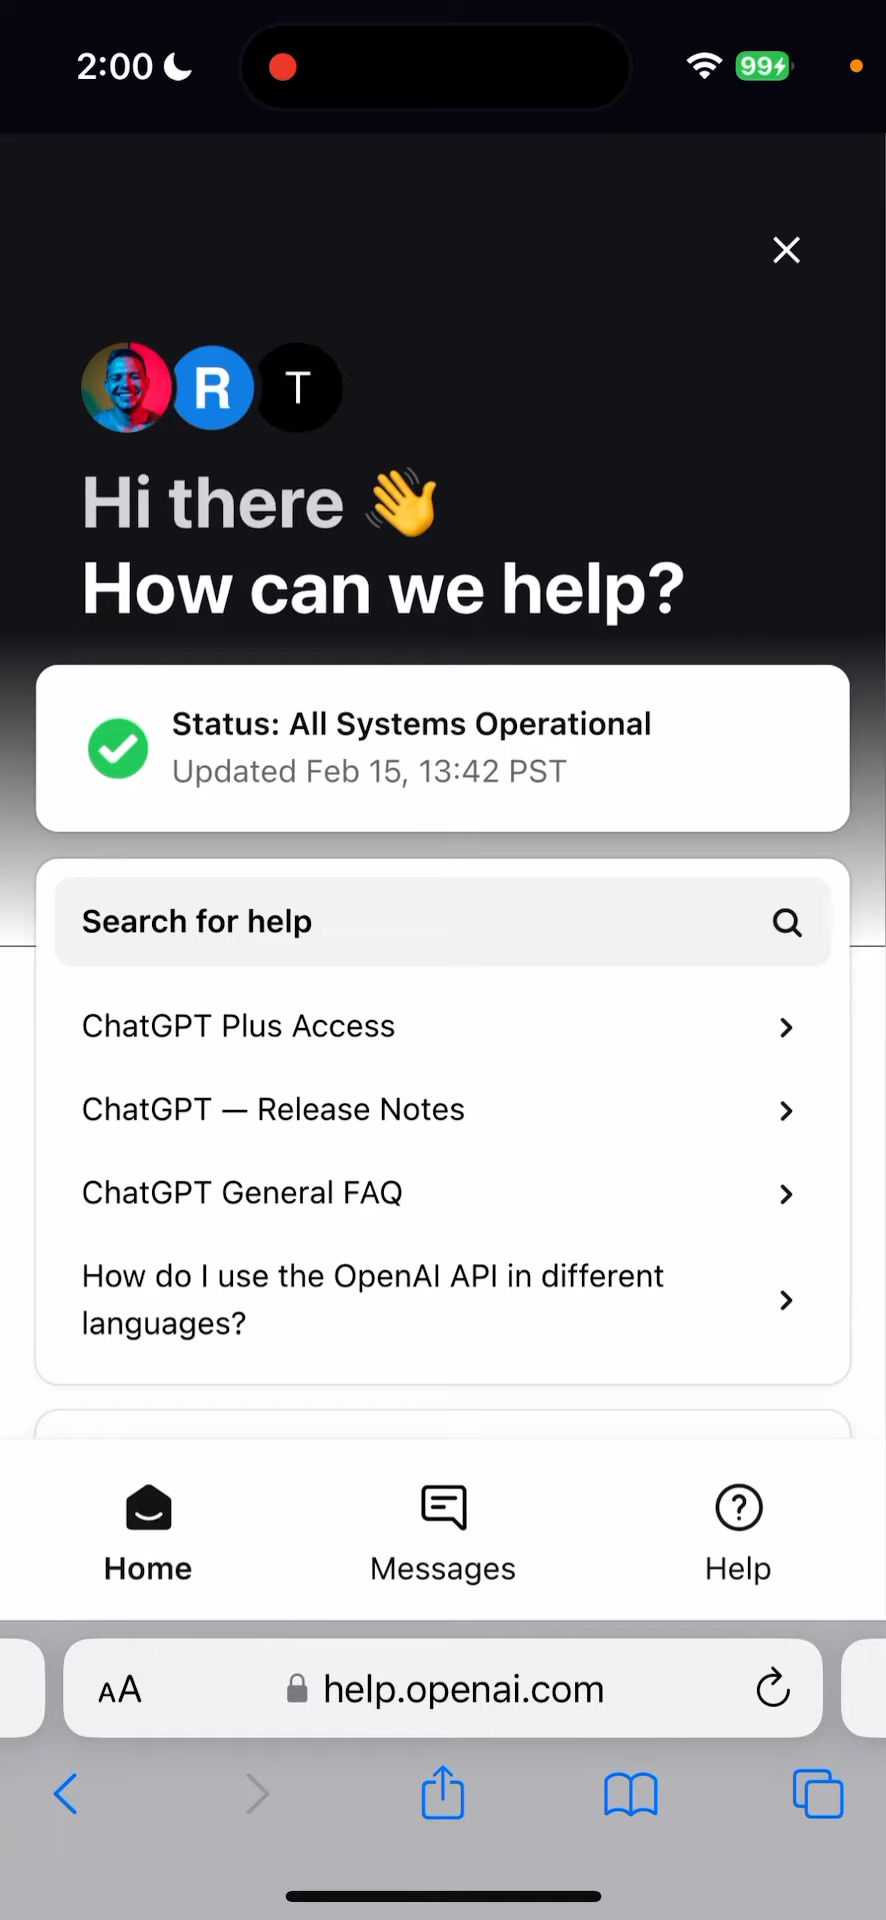 2:00
99
R
T
Hi there 👋
How can we help?
Status: All Systems Operational
Updated Feb 15, 13:42 PST
Search for help
ChatGPT Plus Access
ChatGPT — Release Notes
ChatGPT General FAQ
How do I use the OpenAI API in different
languages?
Home
Messages
Help
AA
help.openai.com